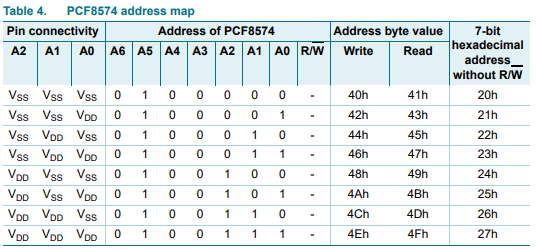 Table 4. PCF8574 address map
Pin connectivity Address of PCF8574 Address byte value 7-bit hexadecimal address without R/W
A2 A1 A0 A6 A5 A4 A3 A2 A1 A0 R/W Write Read
VSS VSS VSS 0 1 0 0 0 0 0 - 40h 41h 20h
VSS VSS VDD 0 1 0 0 0 0 1 - 42h 43h 21h
VSS VDD VSS 0 1 0 0 0 1 0 - 44h 45h 22h
VSS VDD VDD 0 1 0 0 0 1 1 - 46h 47h 23h
VDD VSS VSS 0 1 0 0 1 0 0 - 48h 49h 24h
VDD VSS VDD 0 1 0 0 1 0 1 - 4Ah 4Bh 25h
VDD VDD VSS 0 1 0 0 1 1 0 - 4Ch 4Dh 26h
VDD VDD VDD 0 1 0 0 1 1 1 - 4Eh 4Fh 27h